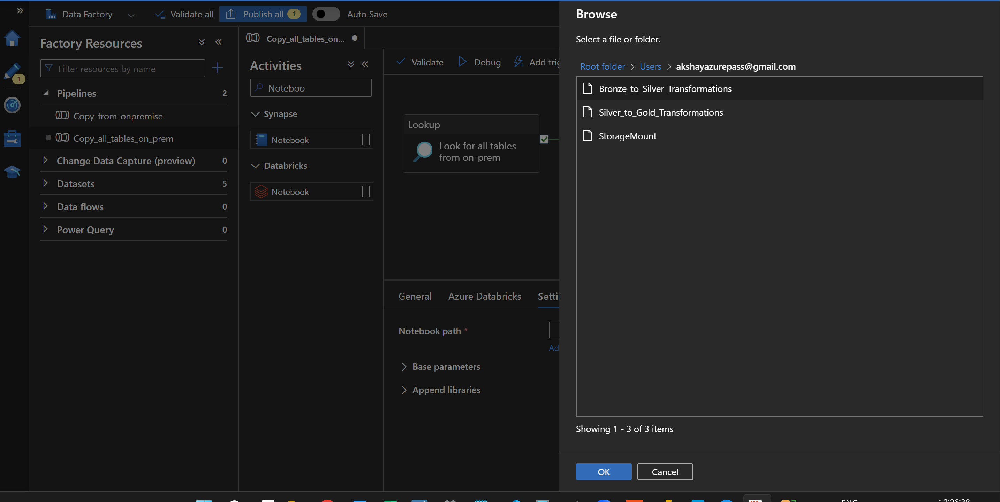 Data Factory
Validate all
Publish all 1
Auto Save
Factory Resources
Filter resources by name
1
Pipelines 2
Copy-from-onpremise
Copy_all_tables_on_prem
Change Data Capture (preview) 0
Datasets 5
Data flows 0
Power Query 0
Copy_all_tables_on...
Activities
Noteboo
Synapse
Notebook
Databricks
Notebook
Validate
Debug
Add trig
Lookup
Look for all tables
from on-prem
General
Azure Databricks
Setti
Notebook path *
Base parameters
Append libraries
Browse
Select a file or folder.
Root folder > Users > akshayazurepass@gmail.com
Bronze_to_Silver_Transformations
Silver_to_Gold_Transformations
StorageMount
Showing 1 - 3 of 3 items
OK
Cancel